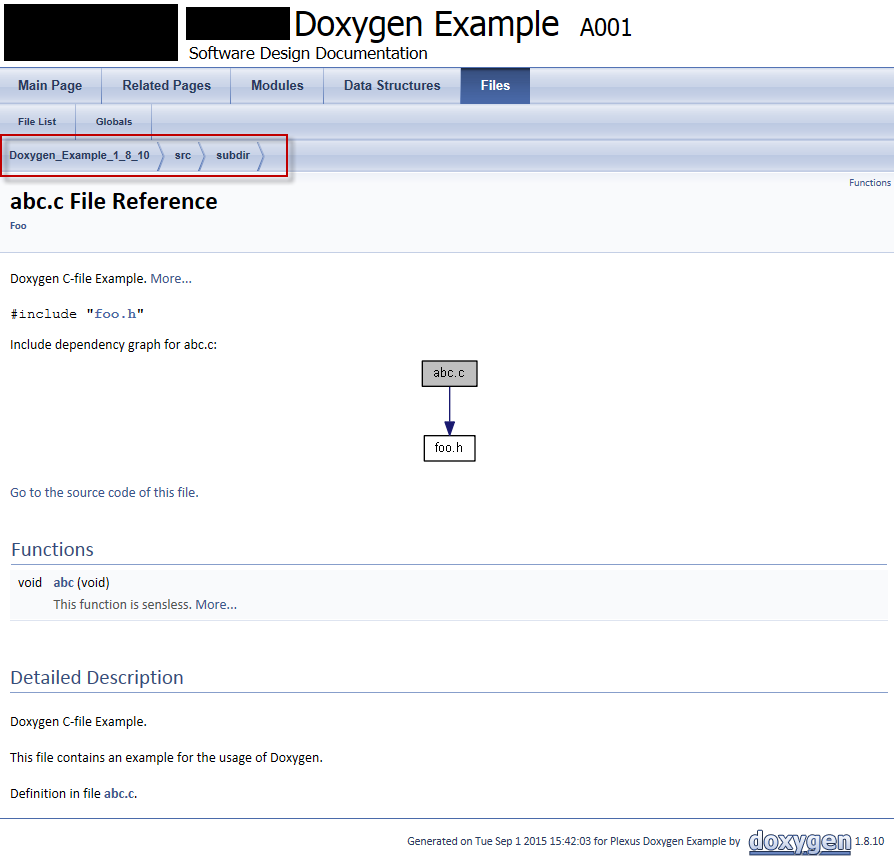 Doxygen Example A001
Software Design Documentation
Main Page Related Pages Modules Data Structures Files
File List Globals
Doxygen_Example_1_8_10 src subdir
Functions
abc.c File Reference
Foo
Doxygen C-file Example. More...
#include "foo.h"
Include dependency graph for abc.c:
abc.c
foo.h
Go to the source code of this file.
Functions
void abc (void)
This function is sensless. More...
Detailed Description
Doxygen C-file Example.
This file contains an example for the usage of Doxygen.
Definition in file abc.c.
Generated on Tue Sep 1 2015 15:42:03 for Plexus Doxygen Example by doxygen 1.8.10